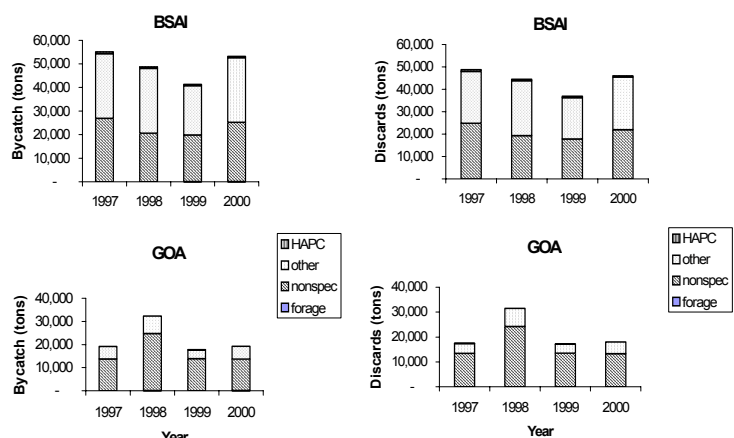 BSAI
60,000
50,000
40,000
30,000
20,000
10,000
-
Bycatch (tons)
1997 1998 1999 2000
BSAI
60,000
50,000
40,000
30,000
20,000
10,000
-
Discards (tons)
1997 1998 1999 2000
GOA
40,000
30,000
20,000
10,000
-
Bycatch (tons)
1997 1998 1999 2000
Year
HAPC
other
nonspec
forage
GOA
40,000
30,000
20,000
10,000
-
Discards (tons)
1997 1998 1999 2000
Year
HAPC
other
nonspec
forage